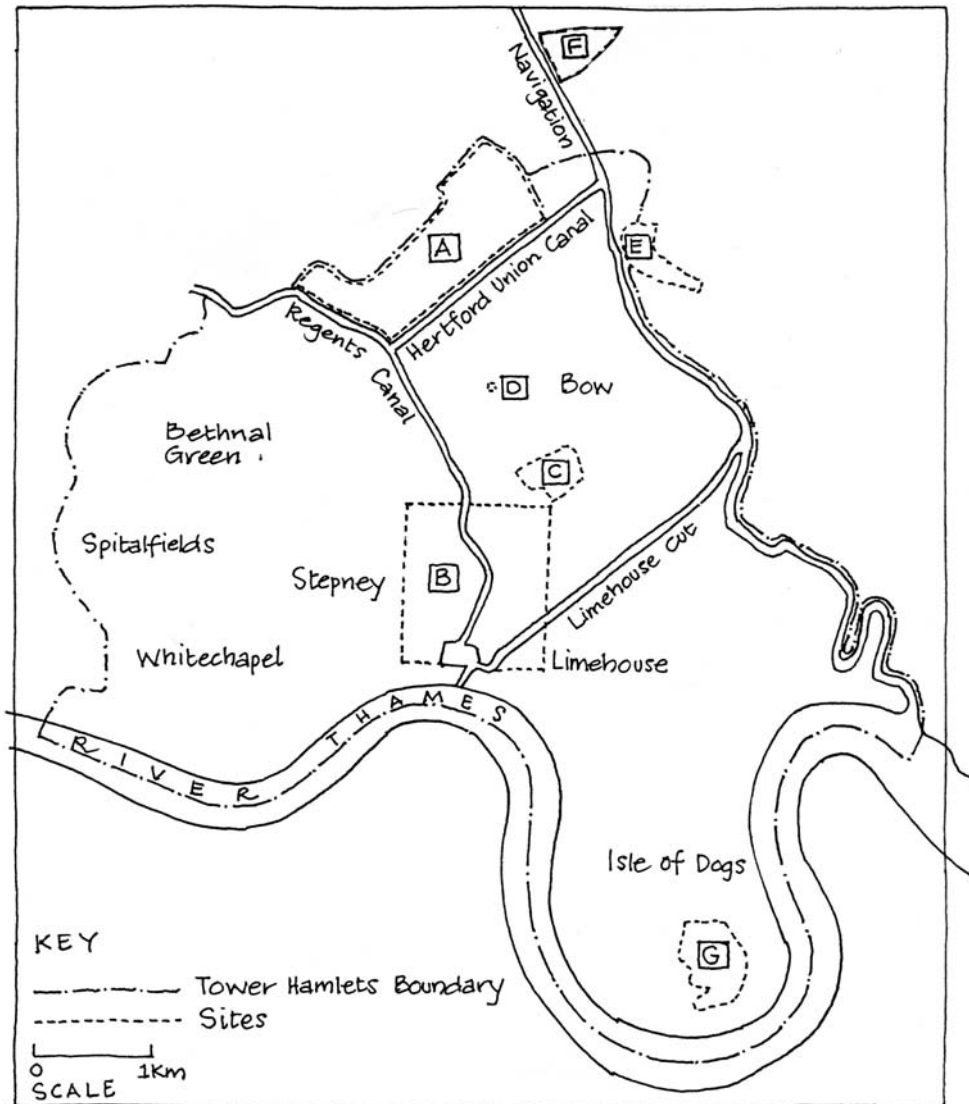 F
Navigation
A
E
Hertford Union Canal
Regents
Canal
D
Bow
Bethnal
Green
C
Spitalfields
Stepney
B
Limehouse Cut
Whitechapel
Limehouse
RIVER THAMES
Isle of Dogs
G
KEY
Tower Hamlets Boundary
Sites
0 1Km
SCALE